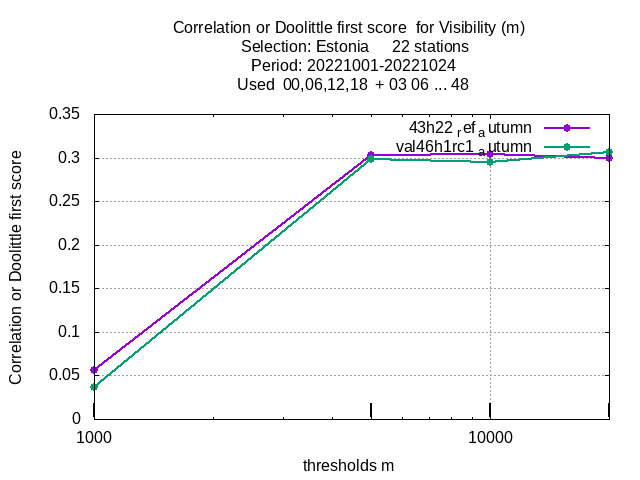 Correlation or Doolittle first score  for Visibility (m)
Selection: Estonia     22 stations
Period: 20221001-20221024
Used  00,06,12,18  + 03 06 ... 48
0.35
0.3
0.25
0.2
0.15
0.1
0.05
0
Correlation or Doolittle first score
43h22_ref_autumn
val46h1rc1_autumn
1000
10000
thresholds m